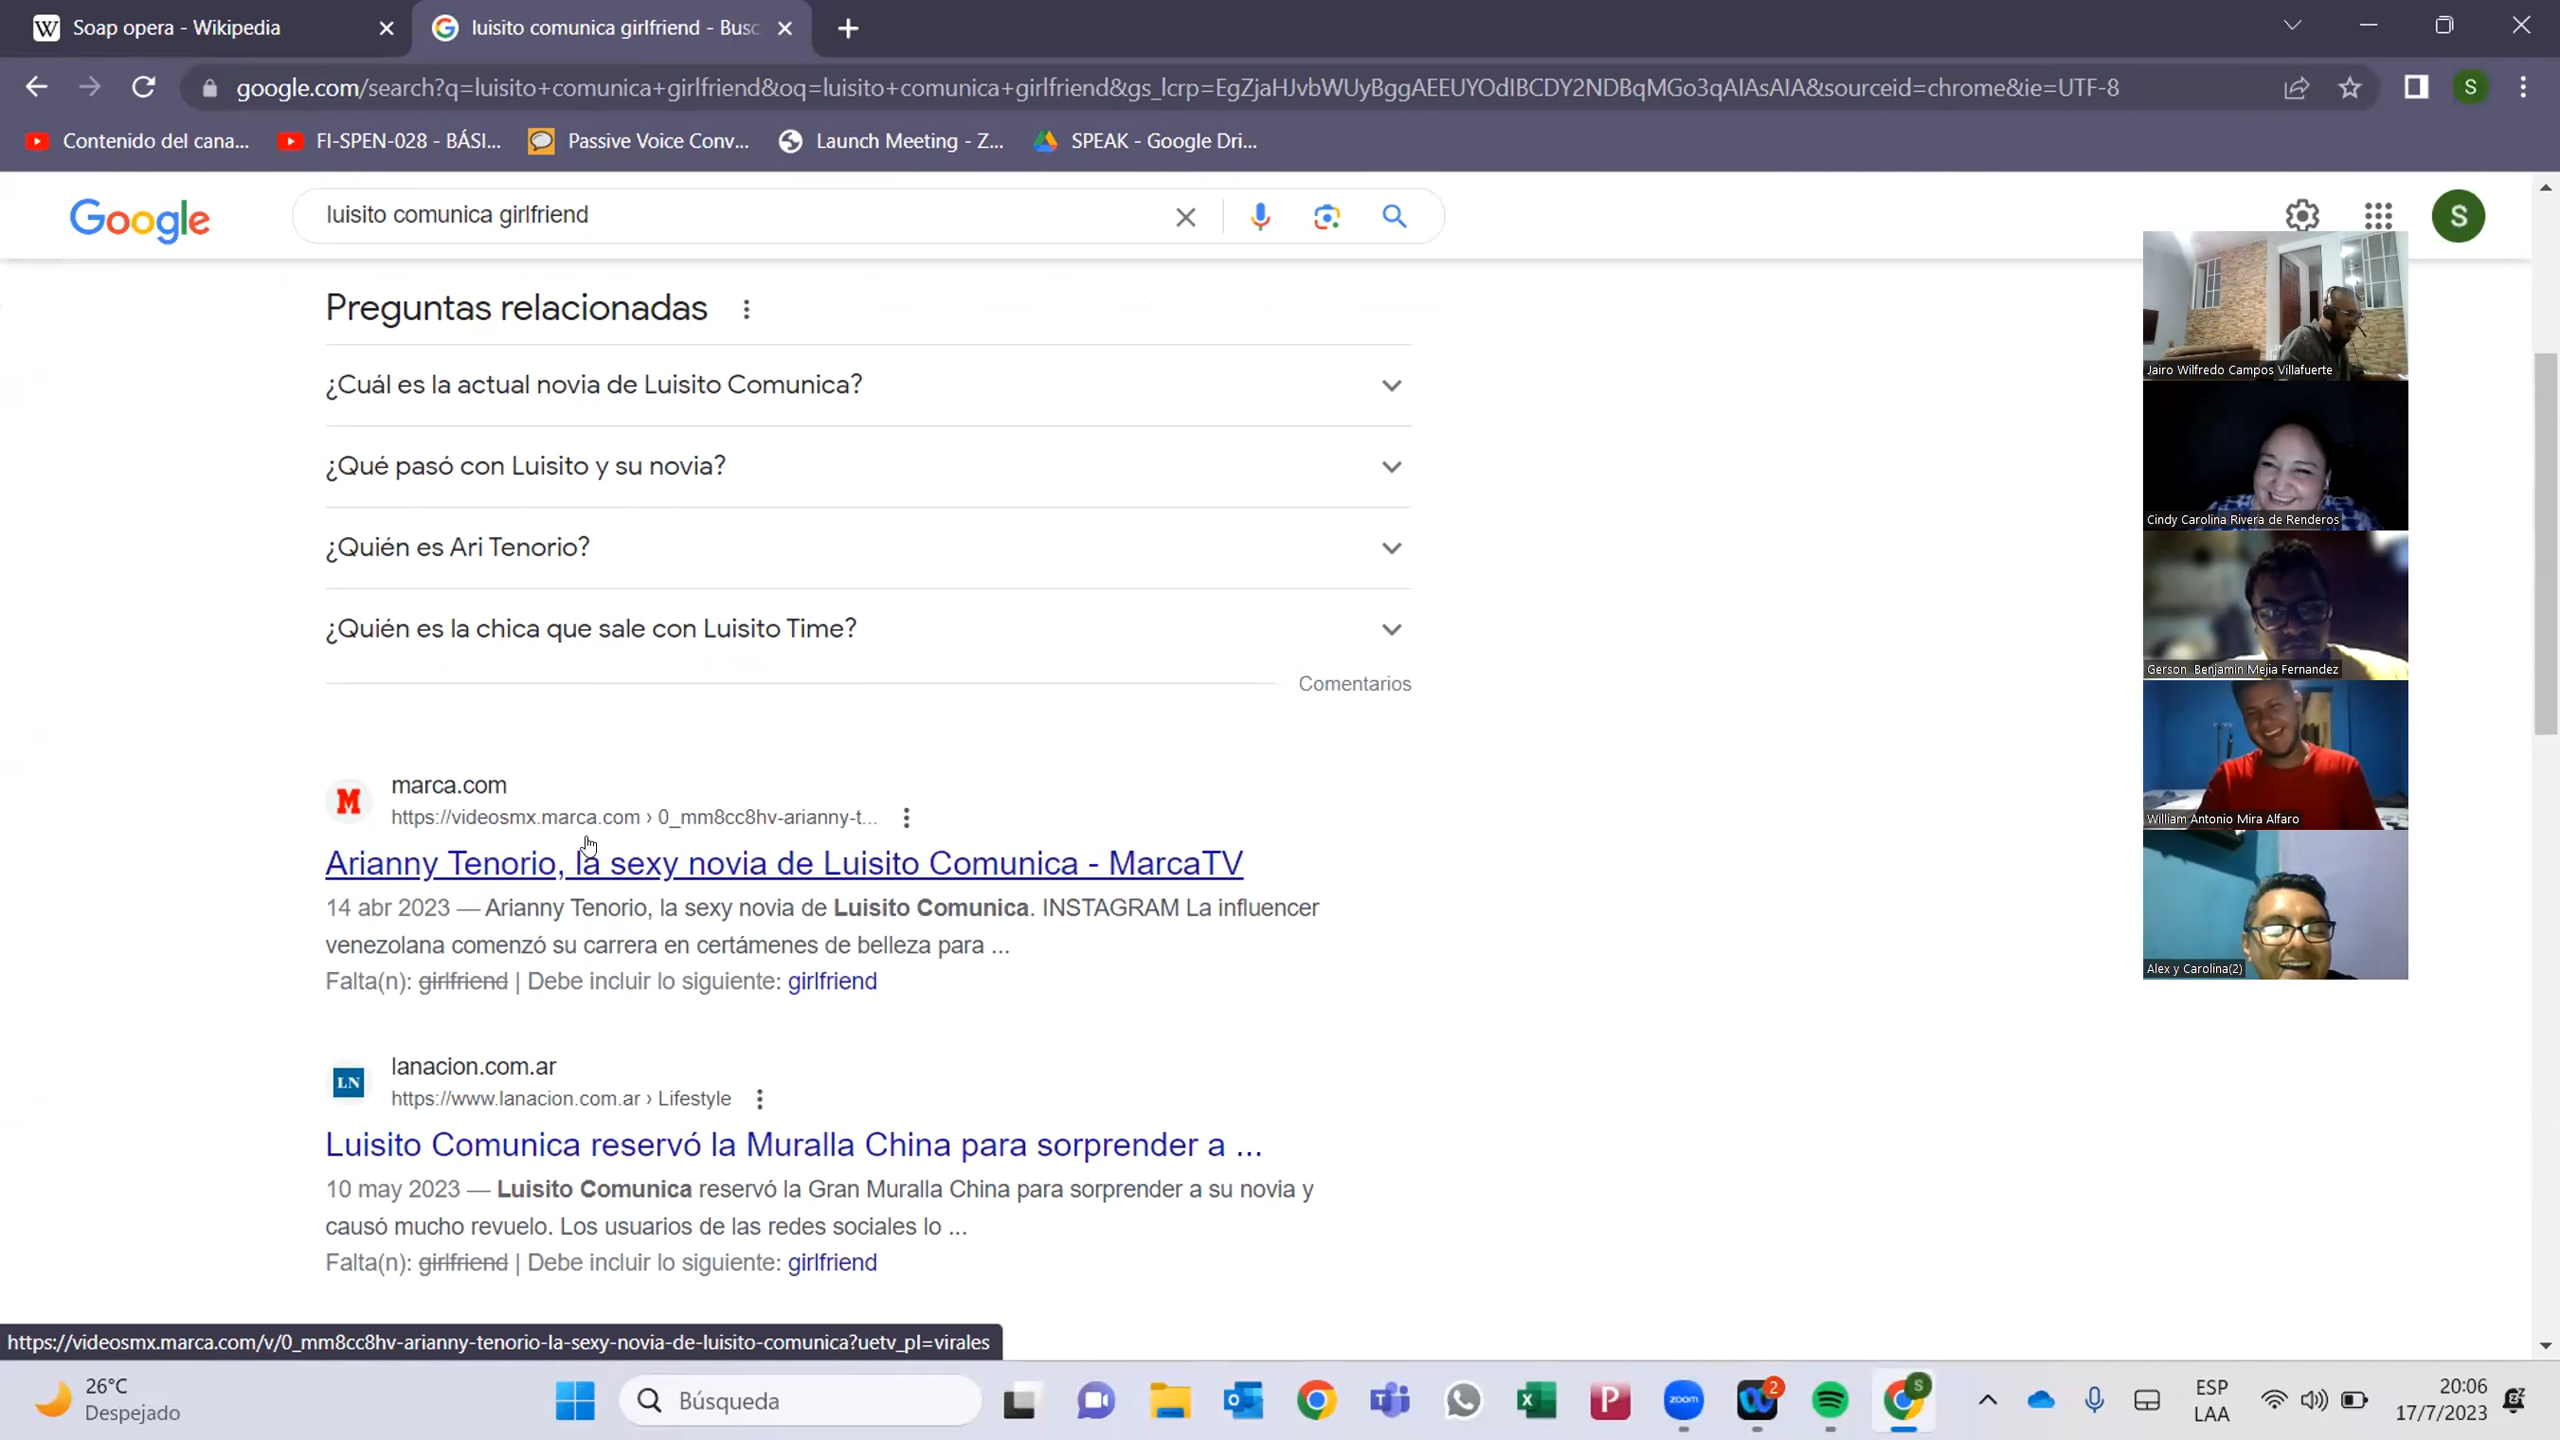 Soap opera - Wikipedia
luisito comunica girlfriend - Busc
google.com/search?q=luisito+comunica+girlfriend&oq=luisito+comunica+girlfriend&gs_lcrp=EgZjaHJvbWUyBggAEEUYOdIBCDY2NDBqMGo3qAIAsAIA&sourceid=chrome&ie=UTF-8
S
Contenido del cana...
FI-SPEN-028 - BÁSI...
Passive Voice Conv...
Launch Meeting - Z...
SPEAK - Google Dri...
Google
luisito comunica girlfriend
S
Preguntas relacionadas
¿Cuál es la actual novia de Luisito Comunica?
¿Qué pasó con Luisito y su novia?
¿Quién es Ari Tenorio?
¿Quién es la chica que sale con Luisito Time?
Comentarios
M
marca.com
https://videosmx.marca.com › 0_mm8cc8hv-arianny-t...
Arianny Tenorio, la sexy novia de Luisito Comunica - MarcaTV
14 abr 2023 — Arianny Tenorio, la sexy novia de Luisito Comunica. INSTAGRAM La influencer
venezolana comenzó su carrera en certámenes de belleza para ...
Falta(n): girlfriend | Debe incluir lo siguiente: girlfriend
LN
lanacion.com.ar
https://www.lanacion.com.ar › Lifestyle
Luisito Comunica reservó la Muralla China para sorprender a ...
10 may 2023 — Luisito Comunica reservó la Gran Muralla China para sorprender a su novia y
causó mucho revuelo. Los usuarios de las redes sociales lo ...
Falta(n): girlfriend | Debe incluir lo siguiente: girlfriend
Jairo Wilfredo Campos Villafuerte
Cindy Carolina Rivera de Renderos
Gerson Benjamin Mejia Fernandez
William Antonio Mira Alfaro
Alex y Carolina(2)
https://videosmx.marca.com/v/0_mm8cc8hv-arianny-tenorio-la-sexy-novia-de-luisito-comunica?uetv_pl=virales
26°C
Despejado
Búsqueda
zoom
2
S
ESP
LAA
20:06
17/7/2023